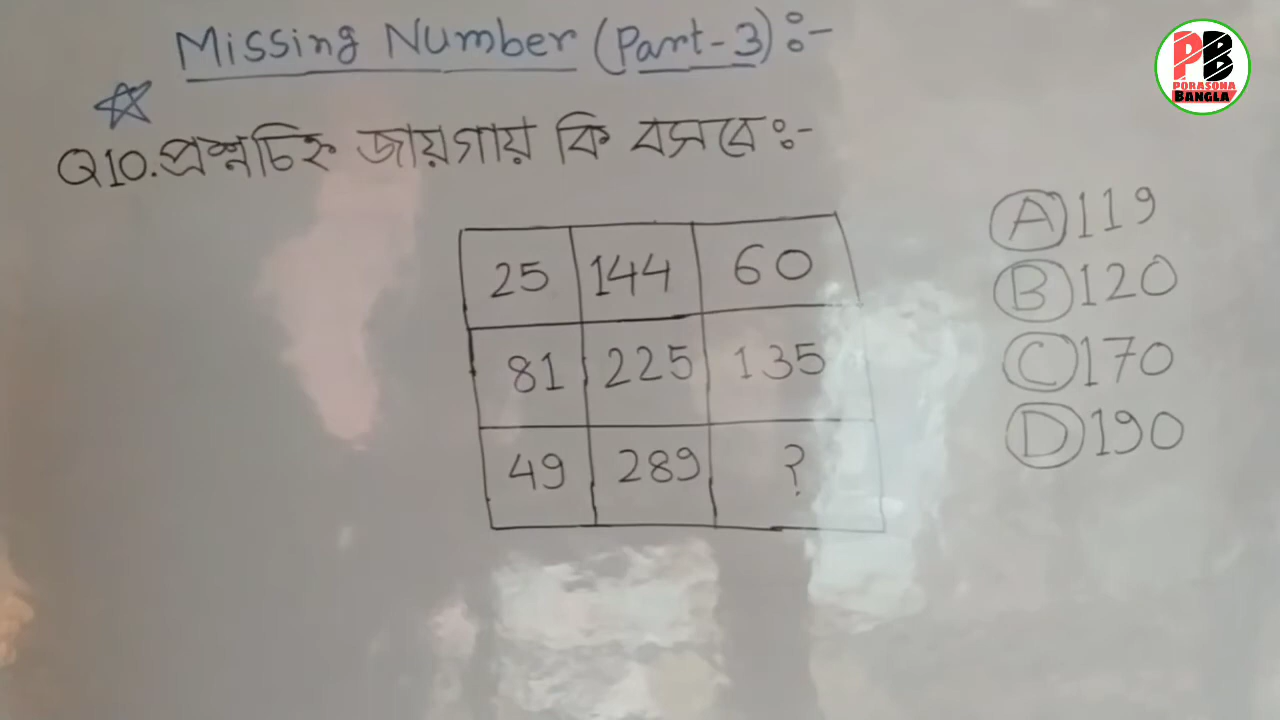 Missing Number (Part-3):-
Q10. প্রশ্নচিহ্ন জায়গায় কি বসবে:-
25 144 60
81 225 135
49 289 ?
A 119
B 120
C 170
D 190
PB
PORASONA
BANGLA